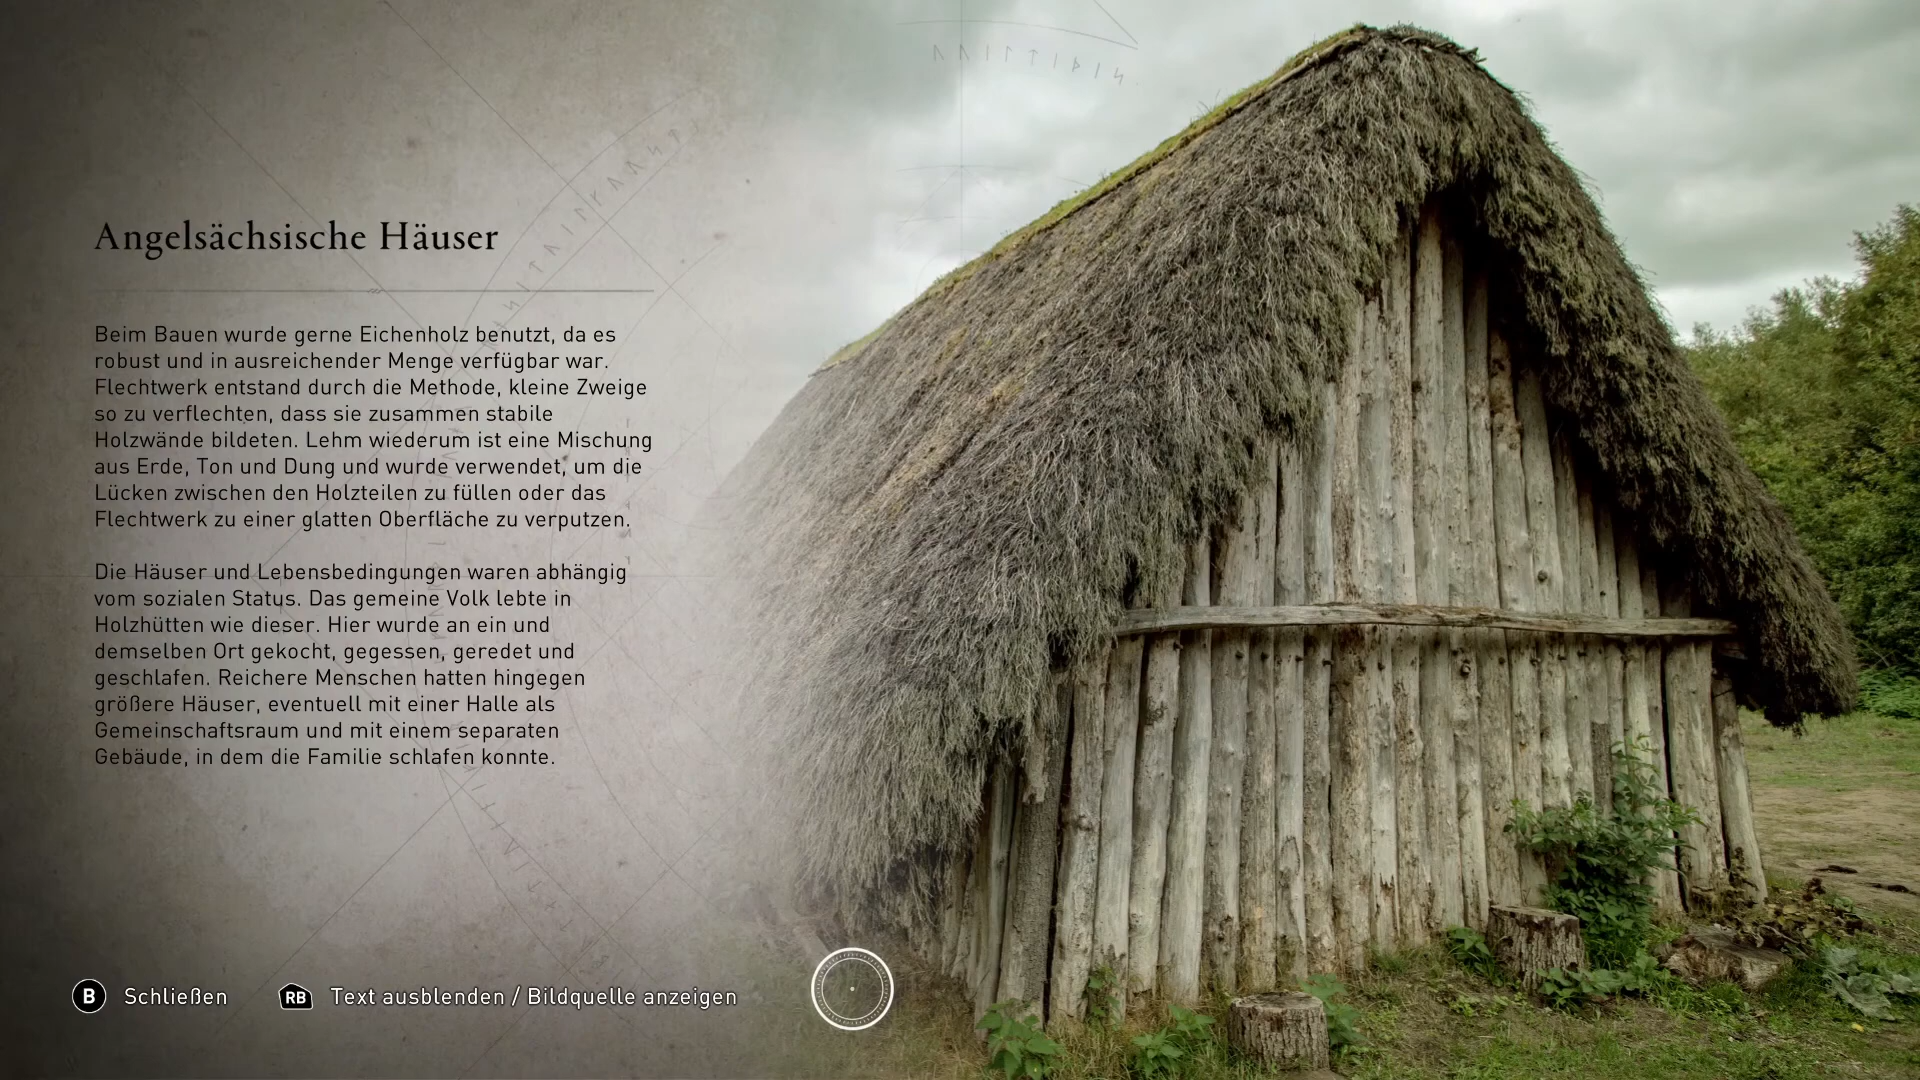 Angelsächsische Häuser
Beim Bauen wurde gerne Eichenholz benutzt, da es
robust und in ausreichender Menge verfügbar war.
Flechtwerk entstand durch die Methode, kleine Zweige
so zu verflechten, dass sie zusammen stabile
Holzwände bildeten. Lehm wiederum ist eine Mischung
aus Erde, Ton und Dung und wurde verwendet, um die
Lücken zwischen den Holzteilen zu füllen oder das
Flechtwerk zu einer glatten Oberfläche zu verputzen.
Die Häuser und Lebensbedingungen waren abhängig
vom sozialen Status. Das gemeine Volk lebte in
Holzhütten wie dieser. Hier wurde an ein und
demselben Ort gekocht, gegessen, geredet und
geschlafen. Reichere Menschen hatten hingegen
größere Häuser, eventuell mit einer Halle als
Gemeinschaftsraum und mit einem separaten
Gebäude, in dem die Familie schlafen konnte.
B Schließen RB Text ausblenden / Bildquelle anzeigen